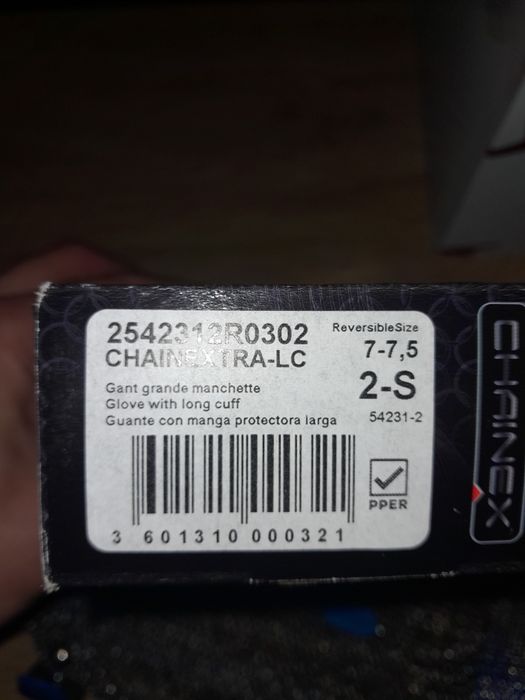 2542312R0302
CHAINEXTRA-LC
Gant grande manchette
Glove with long cuff
Guante con manga protectora larga
ReversibleSize
7-7,5
2-S
54231-2
PPER
3 601310 000321
CHAINEX